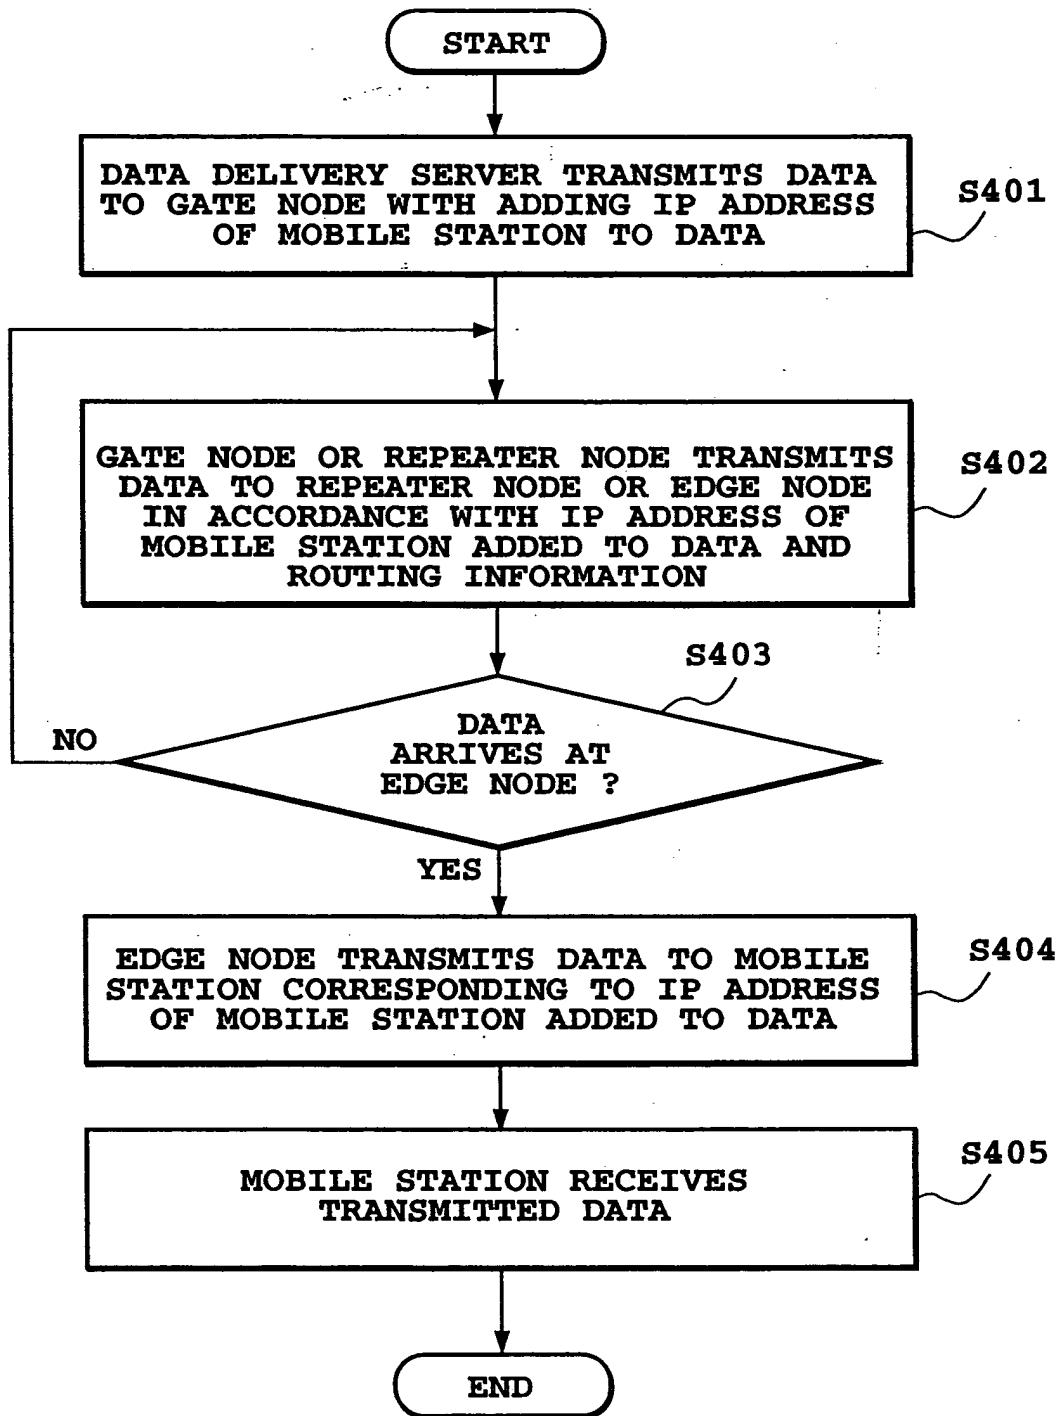 START
DATA DELIVERY SERVER TRANSMITS DATA
TO GATE NODE WITH ADDING IP ADDRESS
OF MOBILE STATION TO DATA
S401
GATE NODE OR REPEATER NODE TRANSMITS
DATA TO REPEATER NODE OR EDGE NODE
IN ACCORDANCE WITH IP ADDRESS OF
MOBILE STATION ADDED TO DATA AND
ROUTING INFORMATION
S402
S403
DATA
ARRIVES AT
EDGE NODE ?
NO
YES
EDGE NODE TRANSMITS DATA TO MOBILE
STATION CORRESPONDING TO IP ADDRESS
OF MOBILE STATION ADDED TO DATA
S404
MOBILE STATION RECEIVES
TRANSMITTED DATA
S405
END